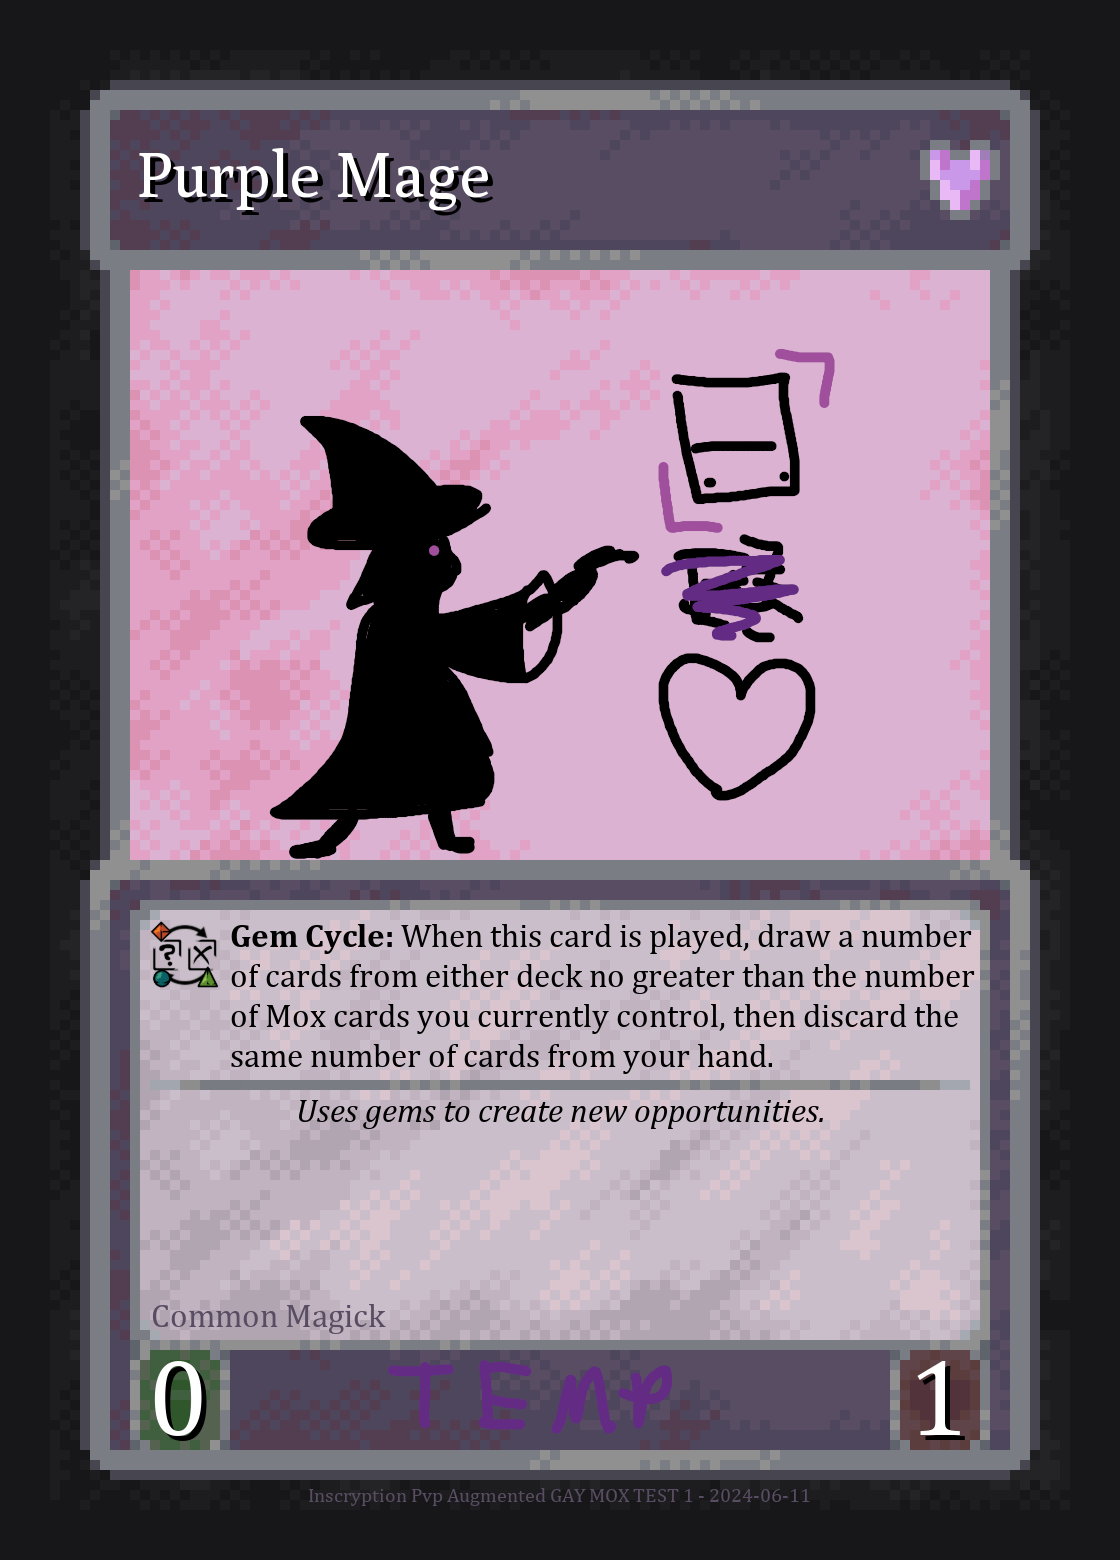 Purple Mage
Gem Cycle: When this card is played, draw a number
of cards from either deck no greater than the number
of Mox cards you currently control, then discard the
same number of cards from your hand.
Uses gems to create new opportunities.
Common Magick
0 TEMP 1
Inscryption Pvp Augmented GAY MOX TEST 1 - 2024-06-11